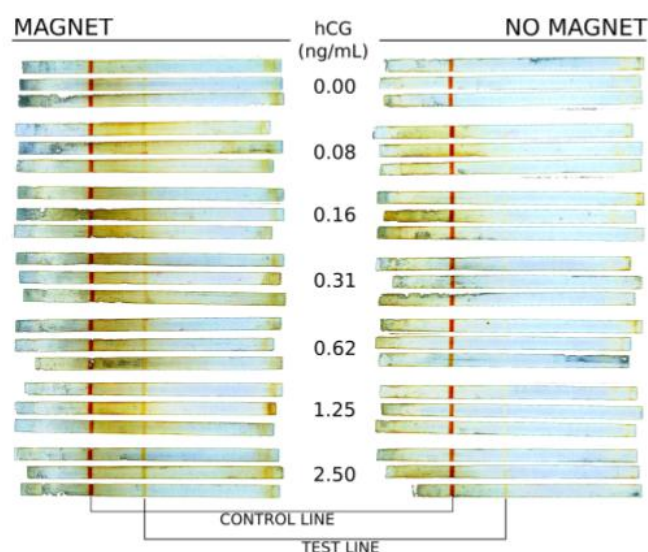 MAGNET
hCG
(ng/mL)
NO MAGNET
0.00
0.08
0.16
0.31
0.62
1.25
2.50
CONTROL LINE
TEST LINE